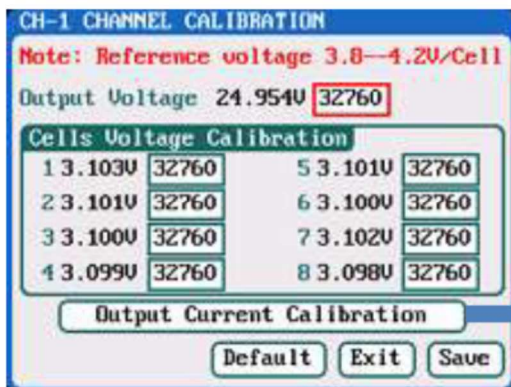 CH-1 CHANNEL CALIBRATION
Note: Reference voltage 3.8--4.2V/Cell
Output Voltage 24.954V 32760
Cells Voltage Calibration
1 3.103V 32760 5 3.101V 32760
2 3.101V 32760 6 3.100V 32760
3 3.100V 32760 7 3.102V 32760
4 3.099V 32760 8 3.098V 32760
Output Current Calibration
Default Exit Save